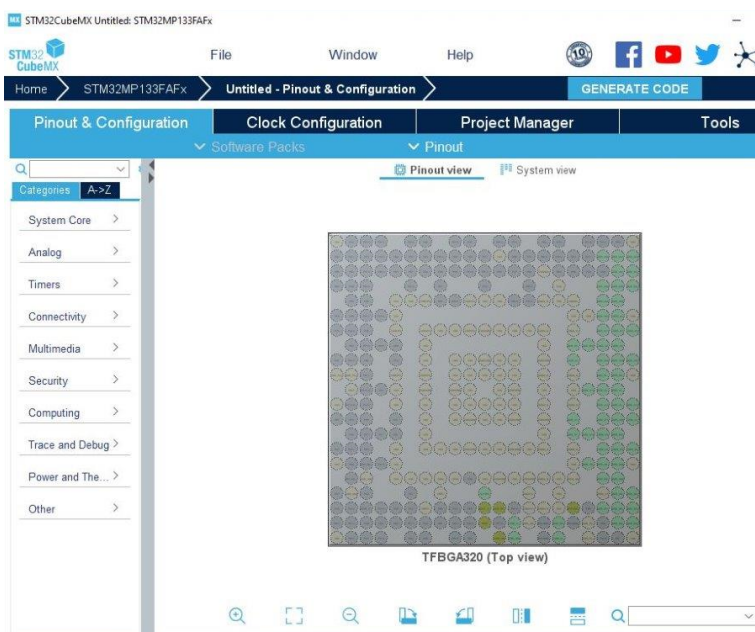 MX STM32CubeMX Untitled: STM32MP133FAFx
STM32 CubeMX
File Window Help
10
Home STM32MP133FAFx Untitled - Pinout & Configuration GENERATE CODE
Pinout & Configuration Clock Configuration Project Manager Tools
Software Packs Pinout
Pinout view System view
Categories A->Z
System Core
Analog
Timers
Connectivity
Multimedia
Security
Computing
Trace and Debug
Power and The...
Other
TFBGA320 (Top view)